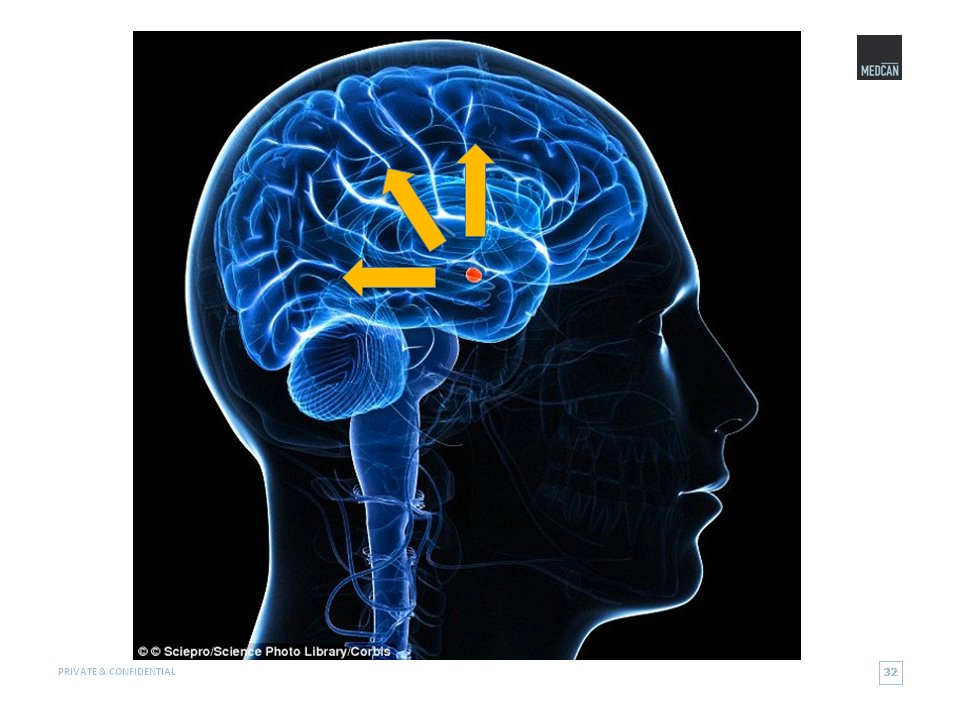 MEDCAN
© © Sciepro/Science Photo Library/Corbis
PRIVATE & CONFIDENTIAL
32